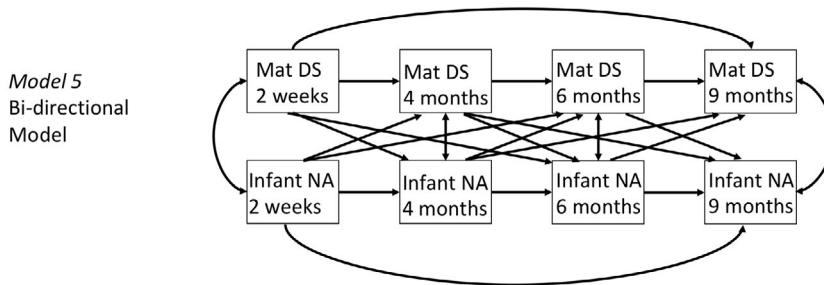 Model 5
Bi-directional
Model
Mat DS
2 weeks
Mat DS
4 months
Mat DS
6 months
Mat DS
9 months
Infant NA
2 weeks
Infant NA
4 months
Infant NA
6 months
Infant NA
9 months